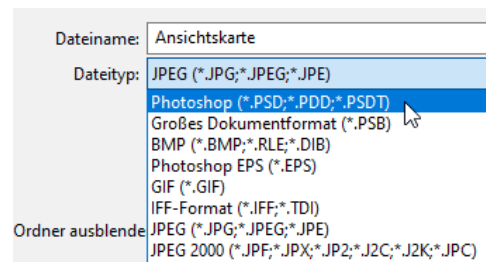 Dateiname: Ansichtskarte
Dateityp: JPEG (*.JPG;*.JPEG;*.JPE)
Photoshop (*.PSD;*.PDD;*.PSDT)
Großes Dokumentformat (*.PSB)
BMP (*.BMP;*.RLE;*.DIB)
Photoshop EPS (*.EPS)
GIF (*.GIF)
IFF-Format (*.IFF;*.TDI)
Ordner ausblende JPEG (*.JPG;*.JPEG;*.JPE)
JPEG 2000 (*.JPF;*.JPX;*.JP2;*.J2C;*.J2K;*.JPC)